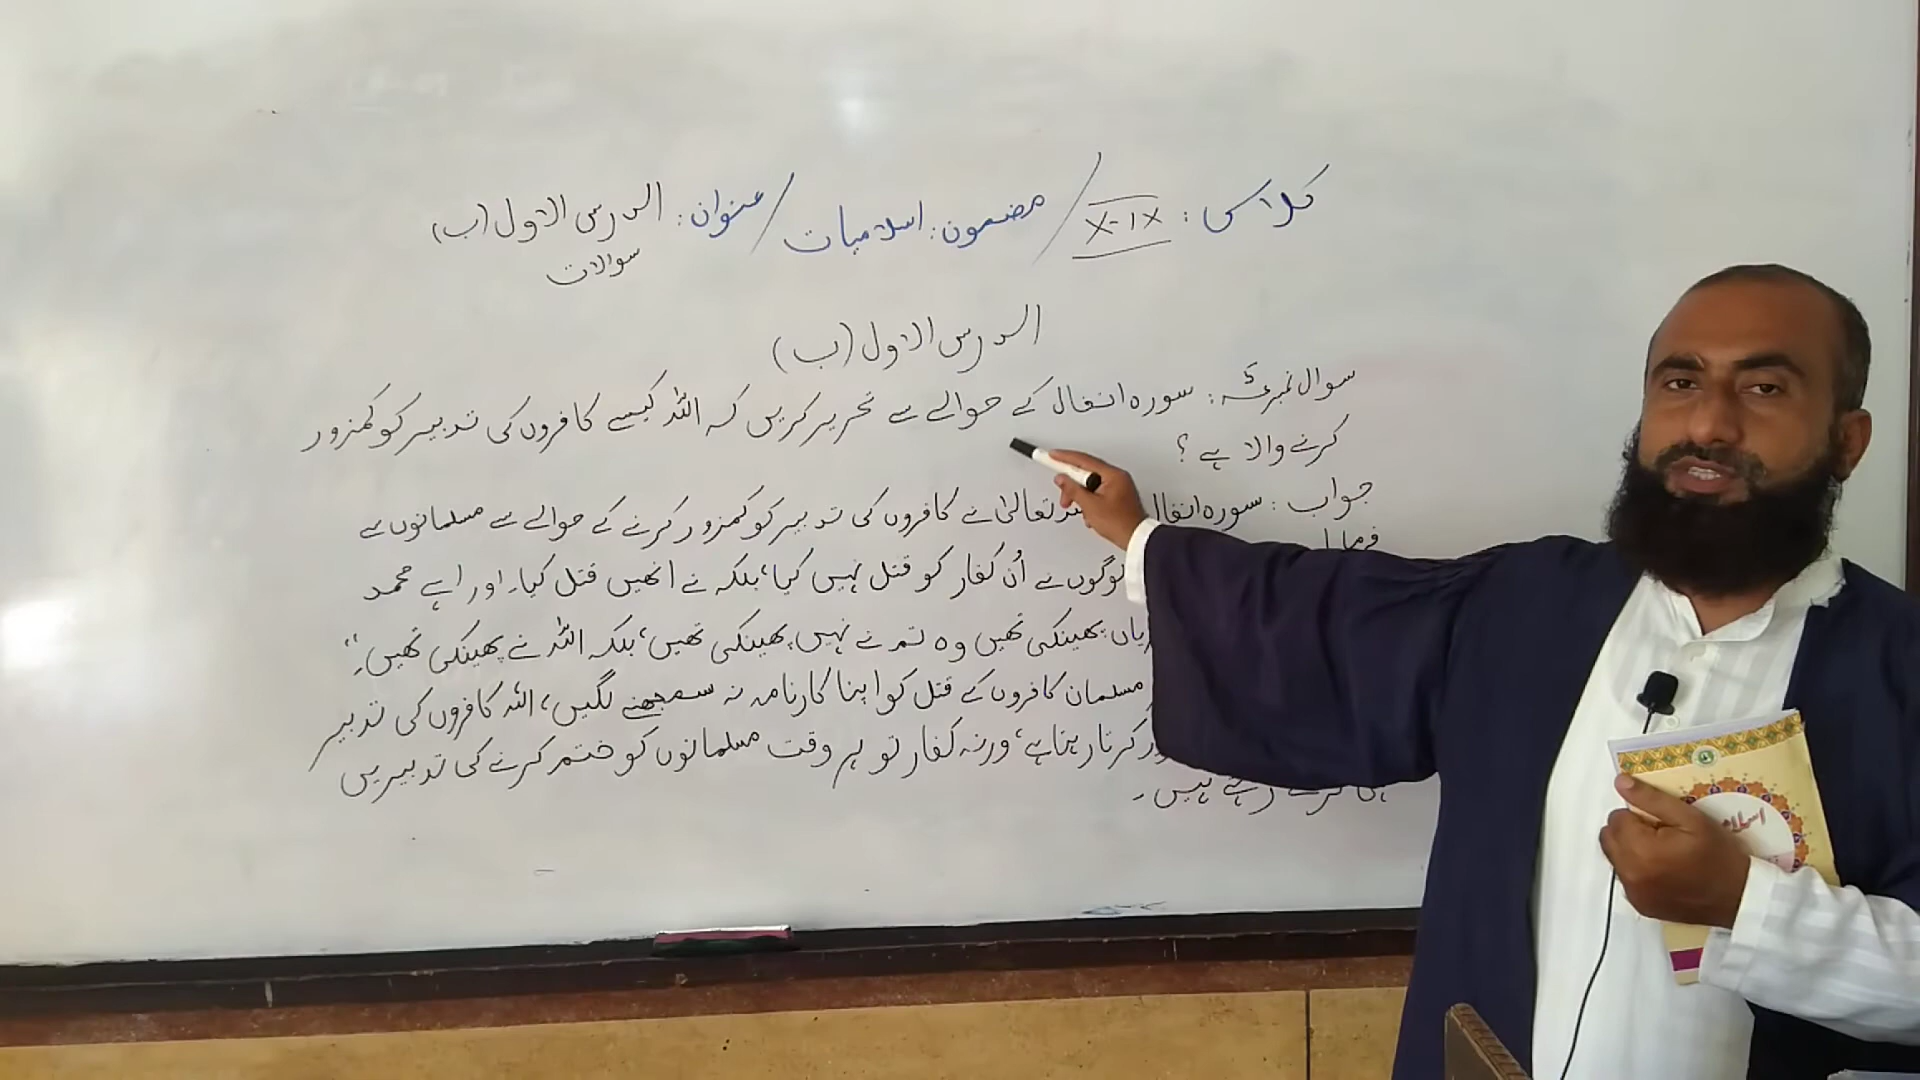 کلاس: X-IX / مضمون: اسلامیات / عنوان: الدرس الاول (ب)
سوالات
الدرس الاول (ب)
سوال نمبر ۵: سورہ انفال کے حوالے سے تحریر کریں کہ اللہ کیسے کافروں کی تدبیر کو کمزور
کرنے والا ہے؟
جواب: سورہ انفال تعالیٰ نے کافروں کی تدبیر کو کمزور کرنے کے حوالے سے مسلمانوں سے
لوگوں نے اُن کفار کو قتل نہیں کیا، بلکہ نے انھیں قتل کیا۔ اور اے محمد
پھینکی تھیں وہ تم نے نہیں پھینکی تھیں، بلکہ اللہ نے پھینکی تھیں۔"
مسلمان کافروں کے قتل کو اپنا کارنامہ نہ سمجھنے لگیں، اللہ کافروں کی تدبیر
کرتا رہتا ہے، ورنہ کفار تو ہر وقت مسلمانوں کو ختم کرنے کی تدبیریں
ہیں۔